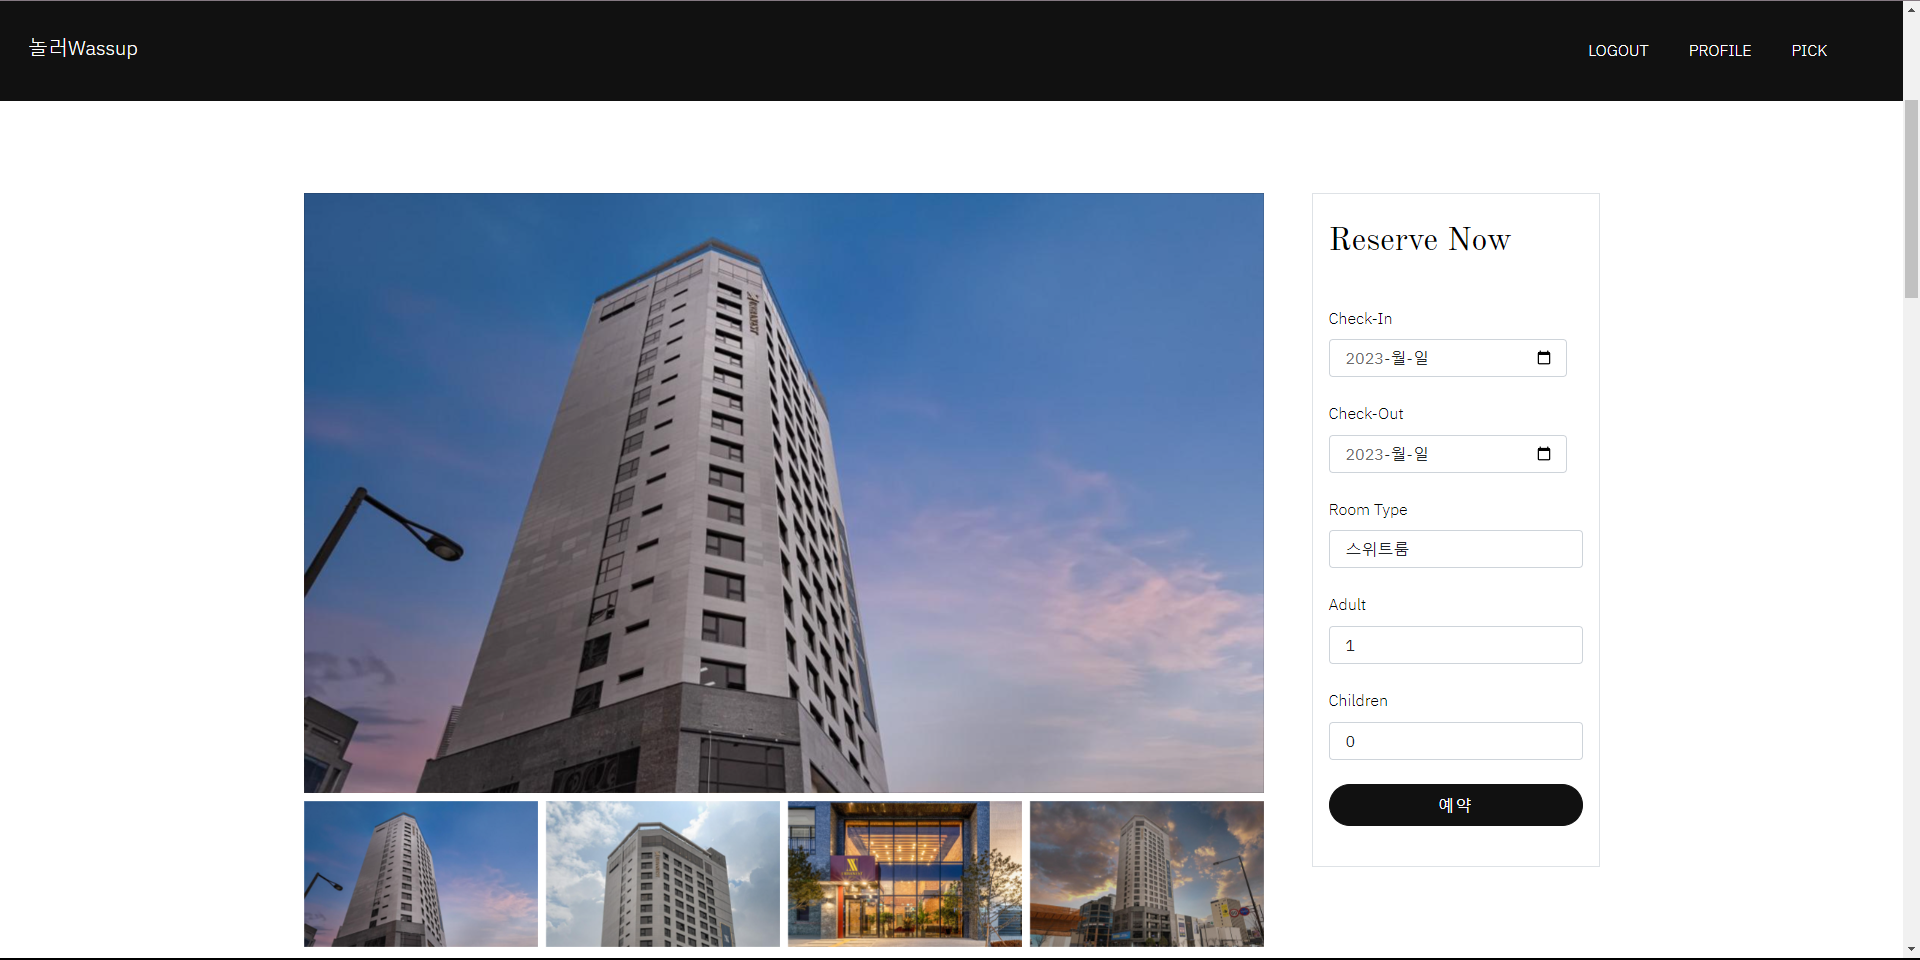 놀러Wassup
LOGOUT PROFILE PICK
Reserve Now
Check-In
2023-월-일
Check-Out
2023-월-일
Room Type
스위트룸
Adult
1
Children
0
예약